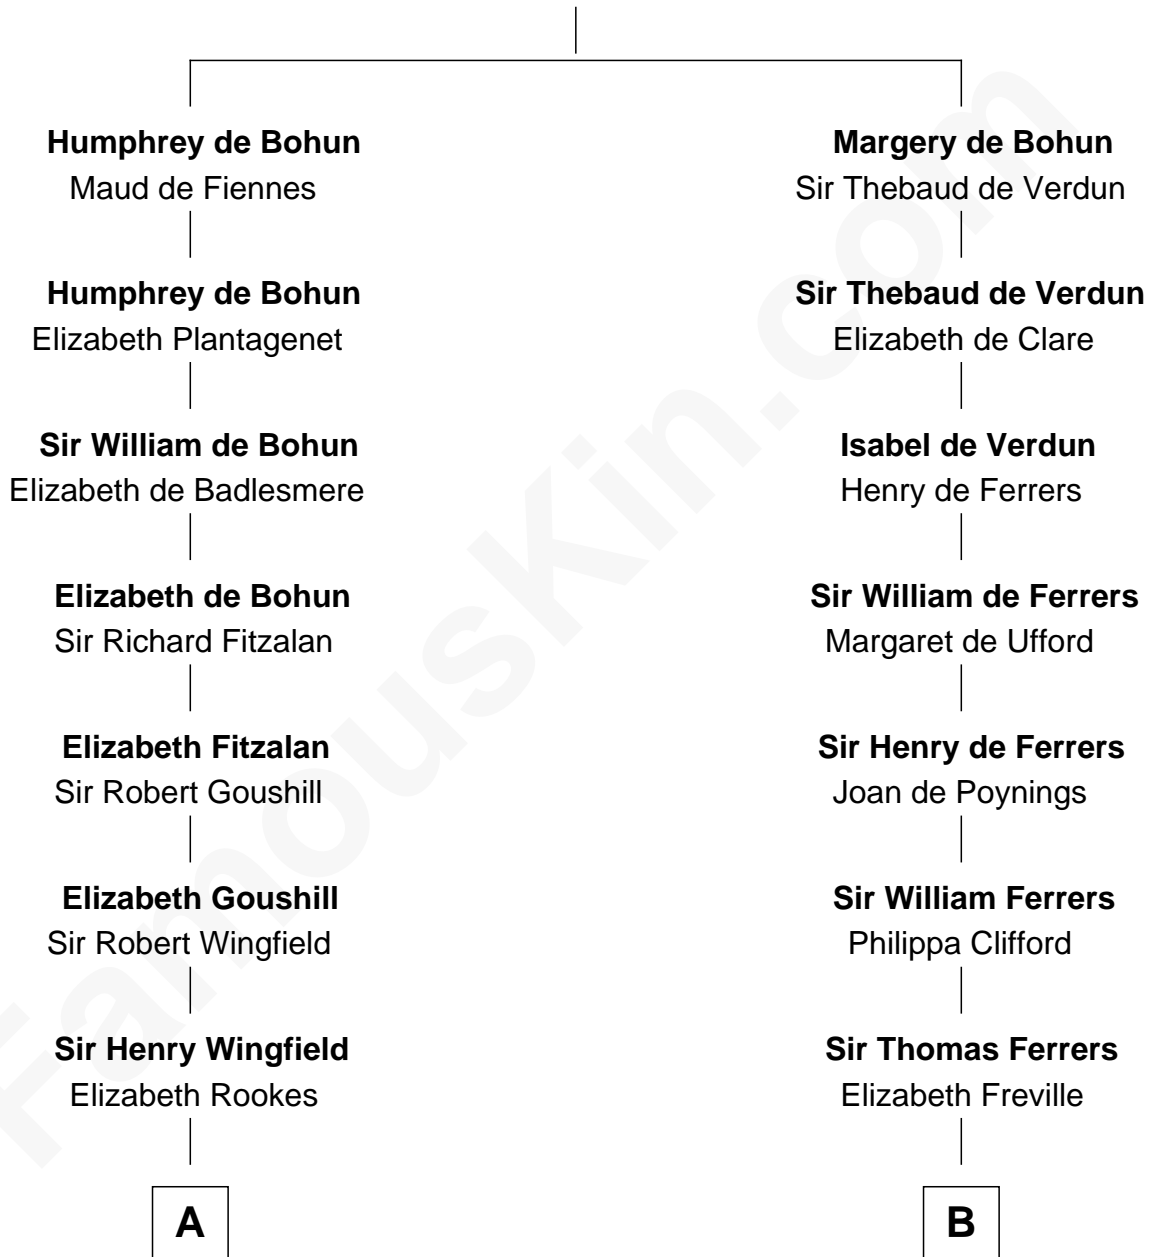 Humphrey de Bohun
Maud de Fiennes
Humphrey de Bohun
Elizabeth Plantagenet
Sir William de Bohun
Elizabeth de Badlesmere
Elizabeth de Bohun
Sir Richard Fitzalan
Elizabeth Fitzalan
Sir Robert Goushill
Elizabeth Goushill
Sir Robert Wingfield
Sir Henry Wingfield
Elizabeth Rookes
A
Margery de Bohun
Sir Thebaud de Verdun
Sir Thebaud de Verdun
Elizabeth de Clare
Isabel de Verdun
Henry de Ferrers
Sir William de Ferrers
Margaret de Ufford
Sir Henry de Ferrers
Joan de Poynings
Sir William Ferrers
Philippa Clifford
Sir Thomas Ferrers
Elizabeth Freville
B
FamousKin.com